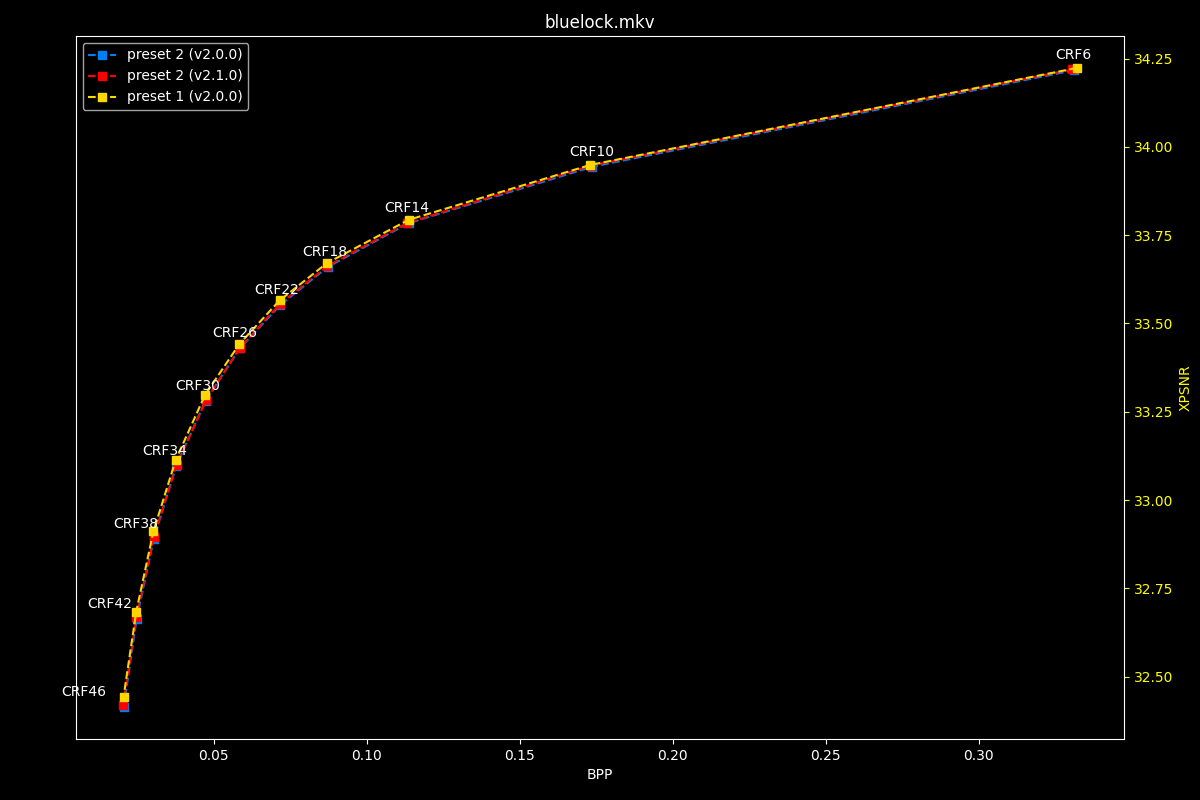 bluelock.mkv
preset 2 (v2.0.0)
preset 2 (v2.1.0)
preset 1 (v2.0.0)
CRF6
CRF10
CRF14
CRF18
CRF22
CRF26
CRF30
CRF34
CRF38
CRF42
CRF46
34.25
34.00
33.75
33.50
33.25
33.00
32.75
32.50
XPSNR
0.05
0.10
0.15
0.20
0.25
0.30
BPP